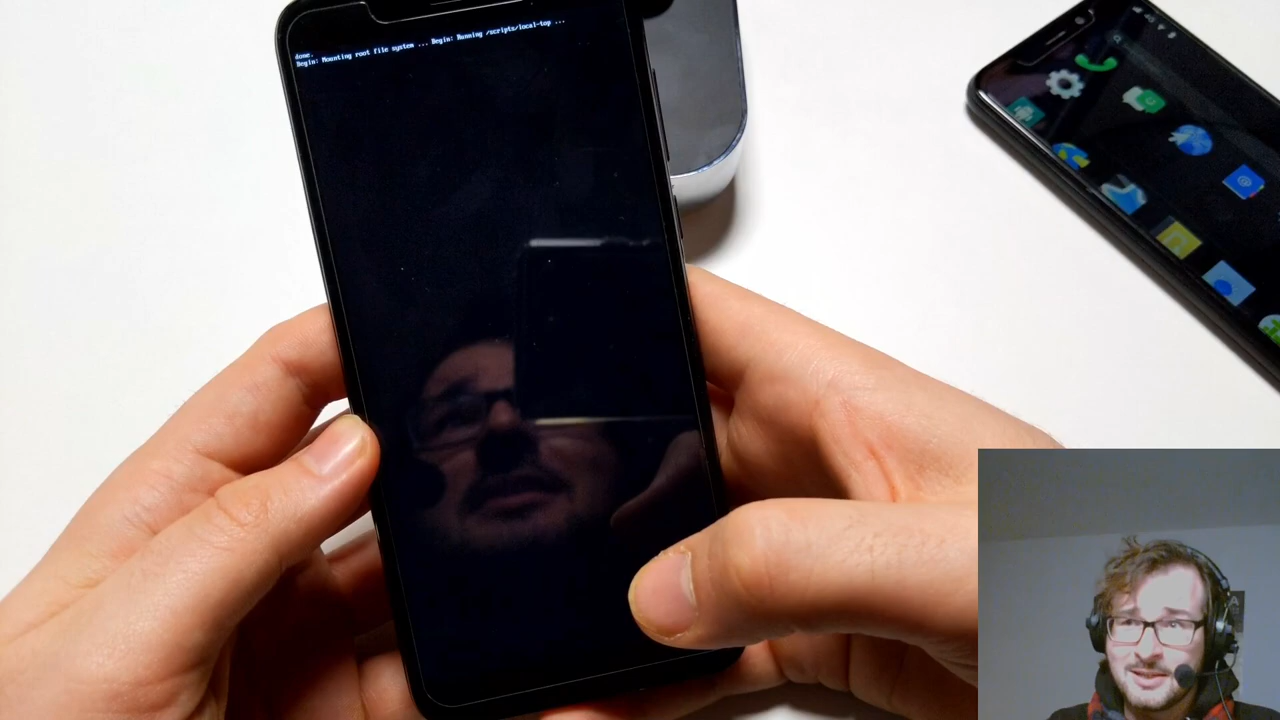 done.
Begin: Mounting root file system ... Begin: Running /scripts/local-top ...